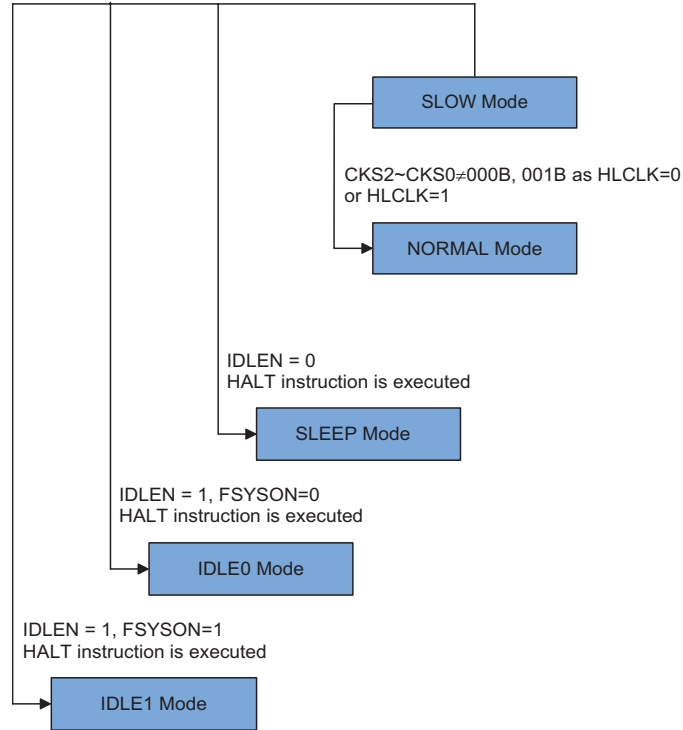 SLOW Mode
CKS2~CKS0≠000B, 001B as HLCLK=0
or HLCLK=1
NORMAL Mode
IDLEN = 0
HALT instruction is executed
SLEEP Mode
IDLEN = 1, FSYSON=0
HALT instruction is executed
IDLE0 Mode
IDLEN = 1, FSYSON=1
HALT instruction is executed
IDLE1 Mode